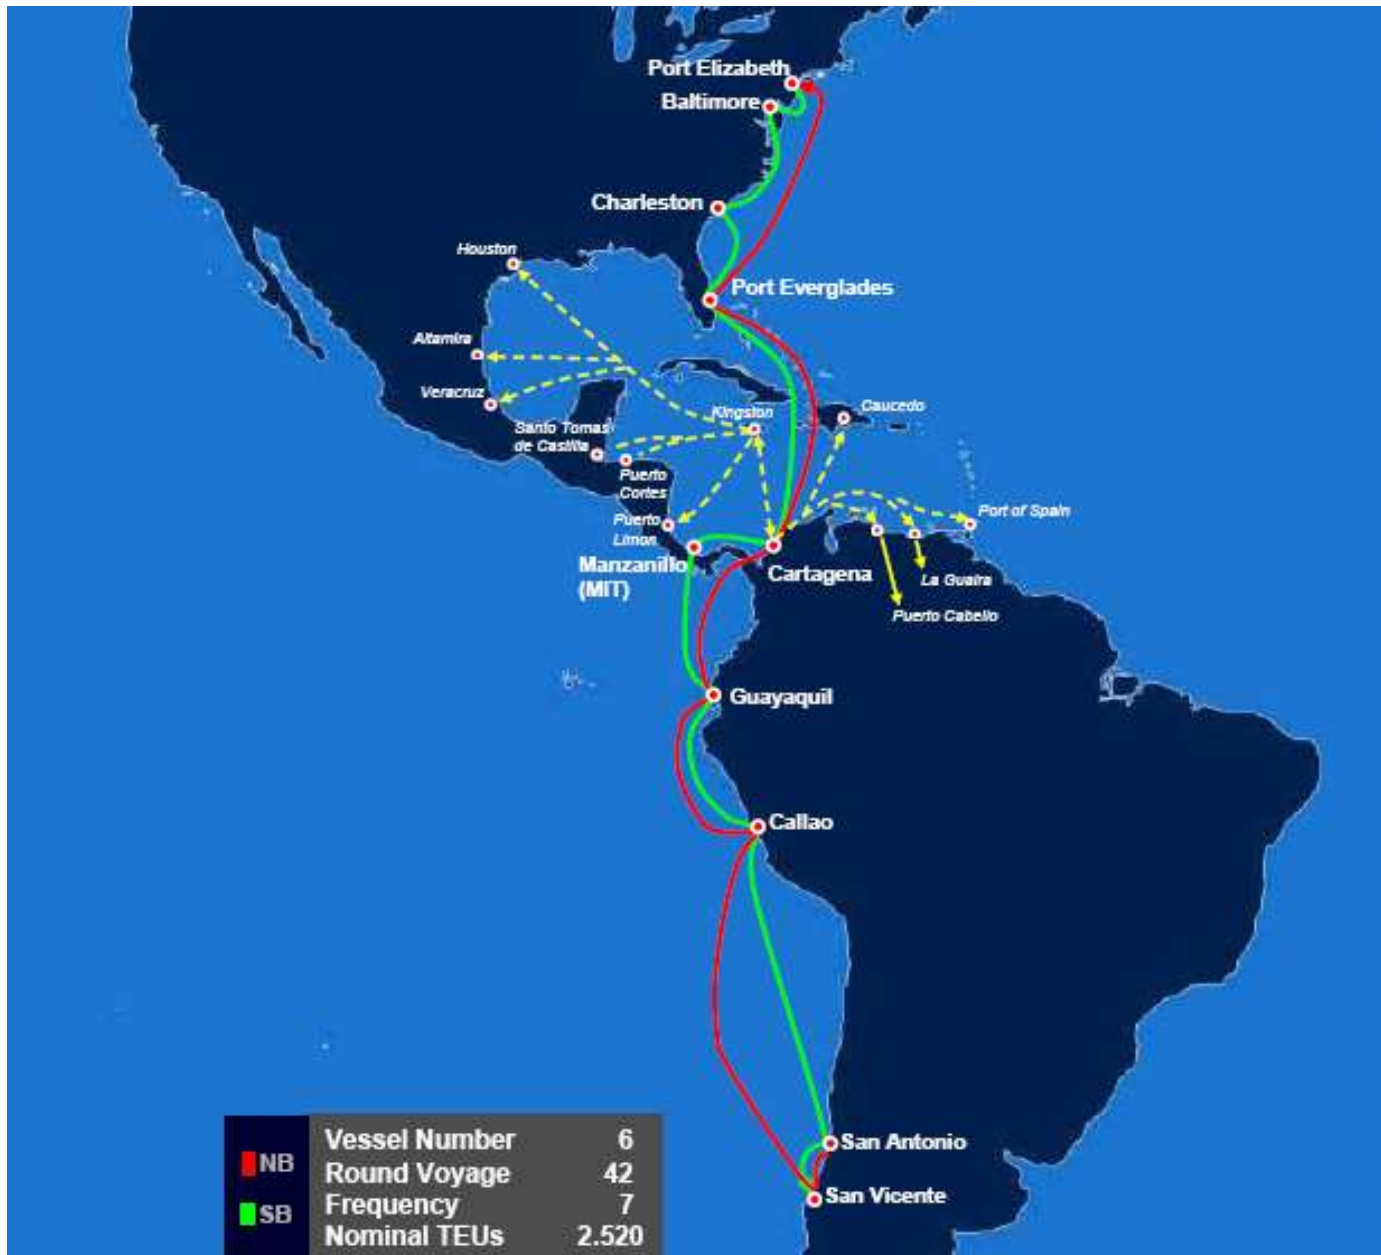 Port Elizabeth
Baltimore
Charleston
Houston
Port Everglades
Altamira
Veracruz
Kingston
Caucedo
Santo Tomas
de Castilla
Puerto
Cortes
Port of Spain
Puerto
Limon
Manzanillo
(MIT)
Cartagena
La Guaira
Puerto Cabello
Guayaquil
Callao
San Antonio
San Vicente
NB
SB
Vessel Number 6
Round Voyage 42
Frequency 7
Nominal TEUs 2.520